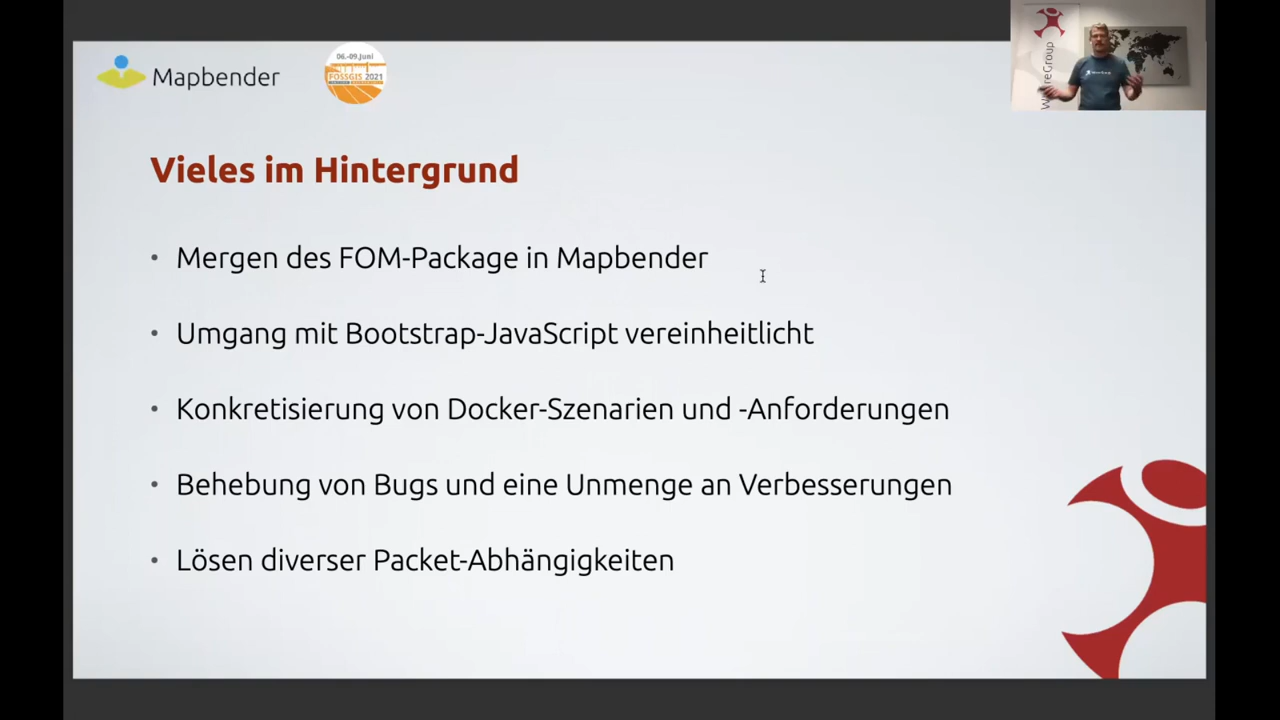 Mapbender
06.-09.Juni
FOSSGIS 2021
WhereGroup
Vieles im Hintergrund
• Mergen des FOM-Package in Mapbender
• Umgang mit Bootstrap-JavaScript vereinheitlicht
• Konkretisierung von Docker-Szenarien und -Anforderungen
• Behebung von Bugs und eine Unmenge an Verbesserungen
• Lösen diverser Packet-Abhängigkeiten